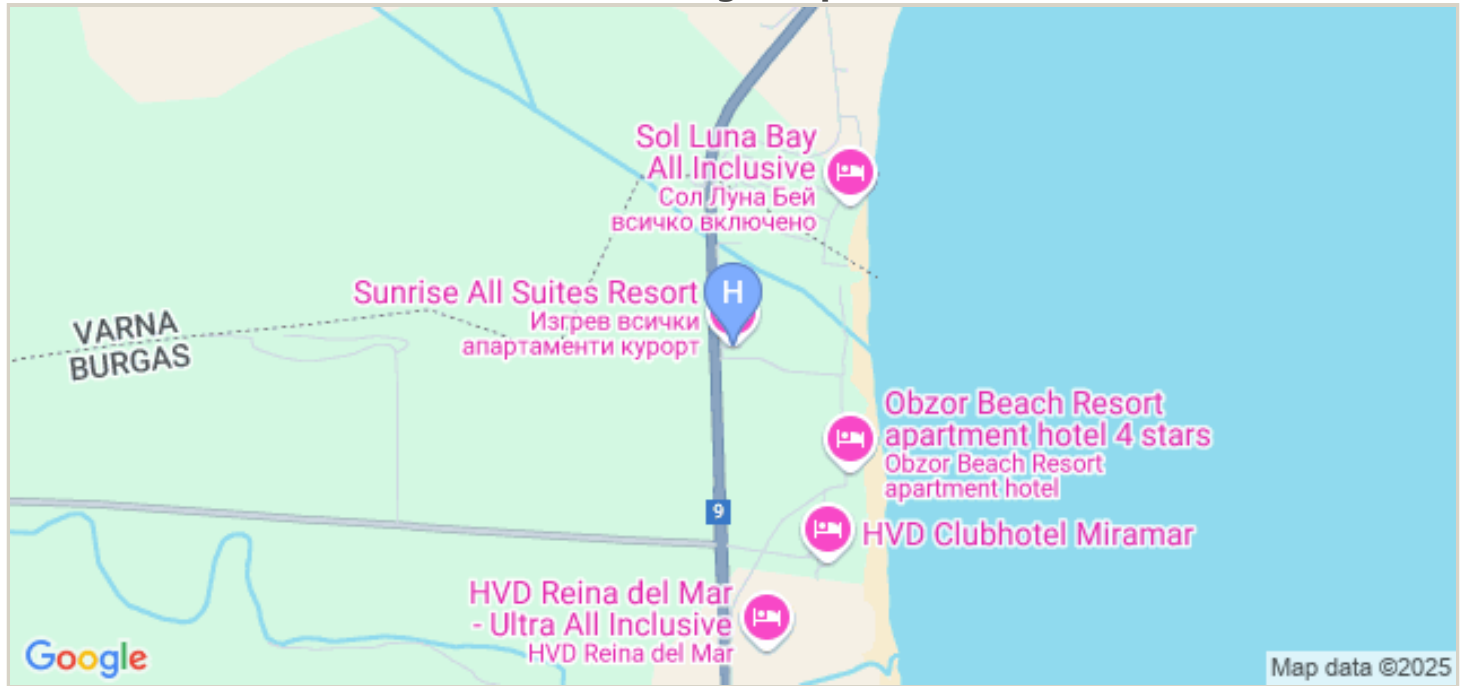 Sol Luna Bay
All Inclusive
Сол Луна Бей
всичко включено
Sunrise All Suites Resort
Изгрев всички
апартаменти курорт
H
VARNA
BURGAS
Obzor Beach Resort
apartment hotel 4 stars
Obzor Beach Resort
apartment hotel
9
HVD Clubhotel Miramar
HVD Reina del Mar
- Ultra All Inclusive
HVD Reina del Mar
Google
Map data ©2025